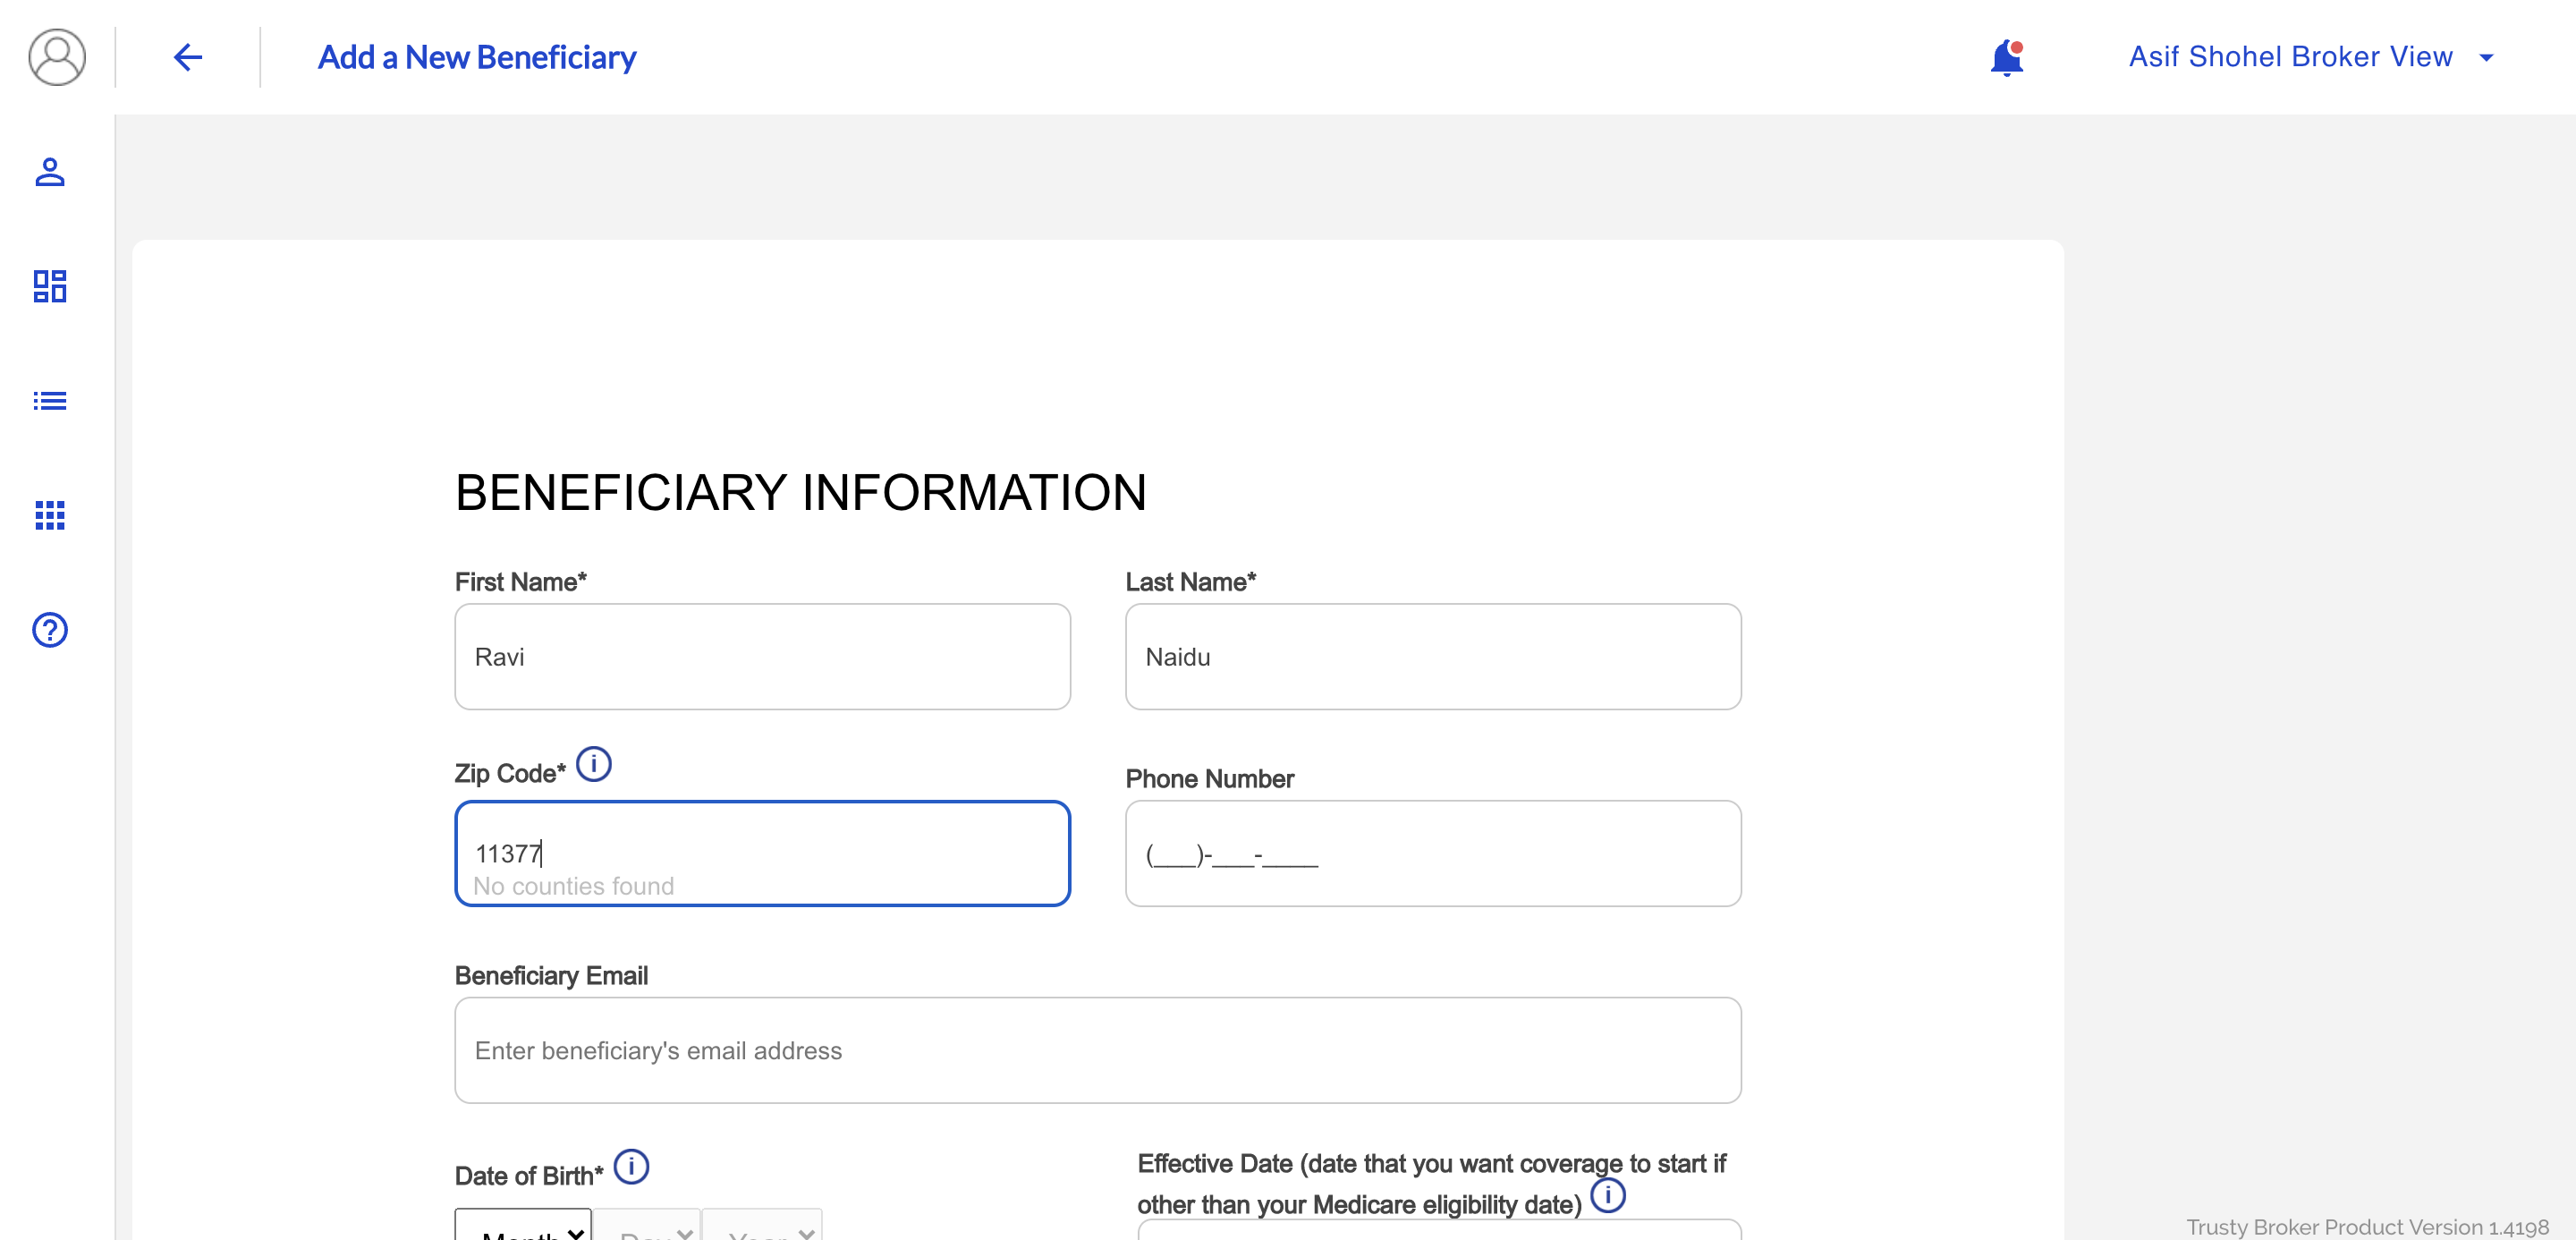 Add a New Beneficiary
Asif Shohel Broker View
BENEFICIARY INFORMATION
First Name*
Last Name*
Ravi
Naidu
Zip Code*
Phone Number
11377
No counties found
(___)-___-____
Beneficiary Email
Enter beneficiary's email address
Date of Birth*
Effective Date (date that you want coverage to start if
other than your Medicare eligibility date)
Month
Day
Year
Trusty Broker Product Version 1.4198